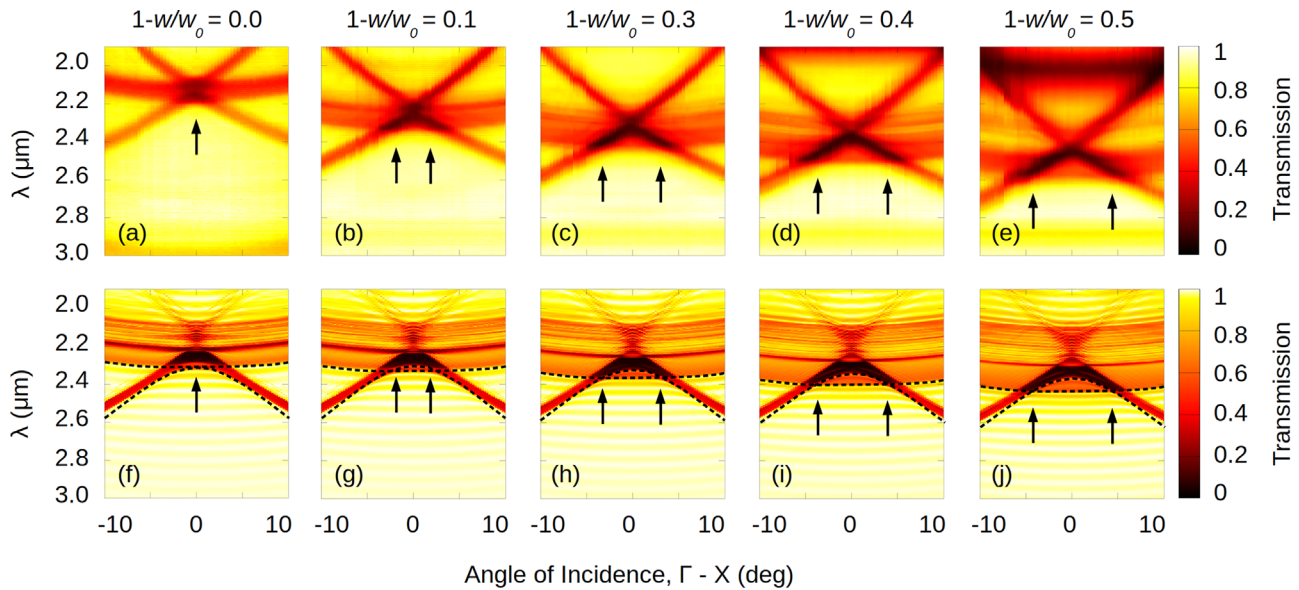 1-w/w₀ = 0.0 1-w/w₀ = 0.1 1-w/w₀ = 0.3 1-w/w₀ = 0.4 1-w/w₀ = 0.5
2.0
2.2
2.4
2.6
2.8
3.0
λ (μm)
(a) (b) (c) (d) (e)
1
0.8
0.6
0.4
0.2
0
Transmission
2.0
2.2
2.4
2.6
2.8
3.0
λ (μm)
(f) (g) (h) (i) (j)
1
0.8
0.6
0.4
0.2
0
Transmission
-10 0 10 -10 0 10 -10 0 10 -10 0 10 -10 0 10
Angle of Incidence, Γ - X (deg)